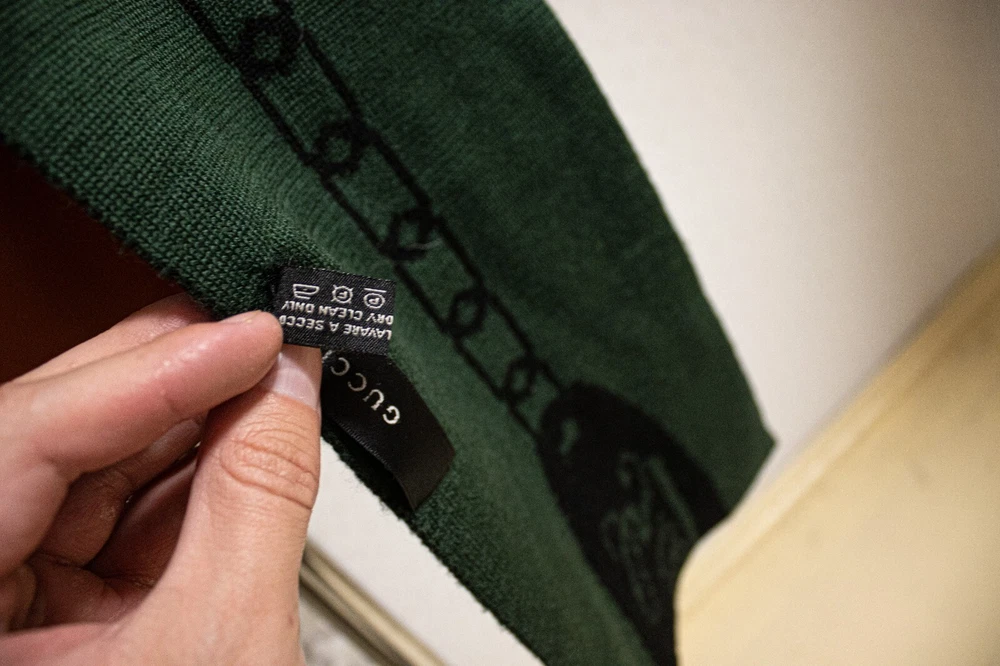 LAVARE A SECCO
DRY CLEAN ONLY
P
P
GUCCI